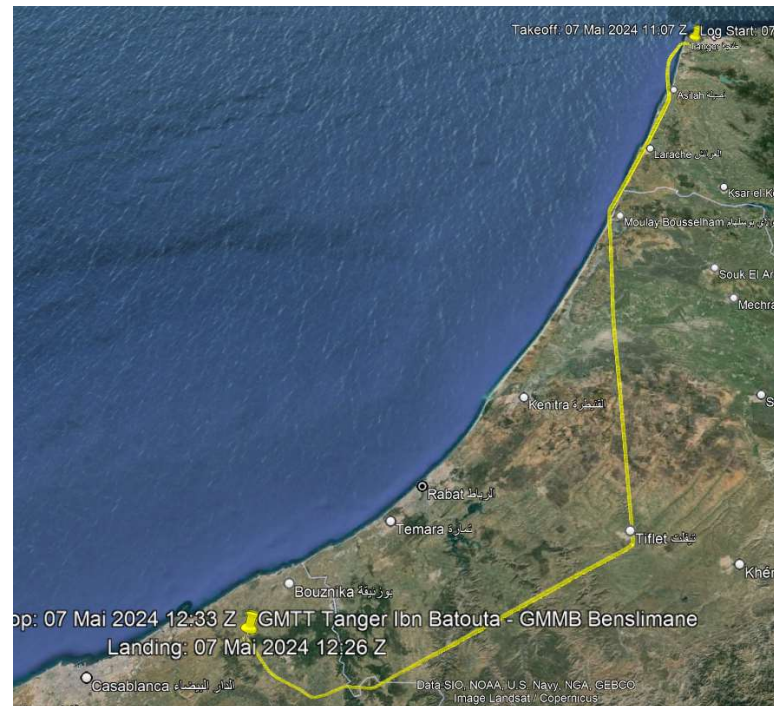 Takeoff: 07 Mai 2024 11:07 Z
Log Start: 07
Tanger طنجة
Asilah أصيلة
Larache العرائش
Ksar-el-K
Moulay Bousselham
Souk El Ar
Mechra
Kenitra القنيطرة
S
Rabat الرباط
Temara تمارة
Tiflet تيفلت
Khém
Bouznika بوزنيقة
op: 07 Mai 2024 12:33 Z
GMTT Tanger Ibn Batouta - GMMB Benslimane
Landing: 07 Mai 2024 12:26 Z
Casablanca الدار البيضاء
Data SIO, NOAA, U.S. Navy, NGA, GEBCO
Image Landsat / Copernicus